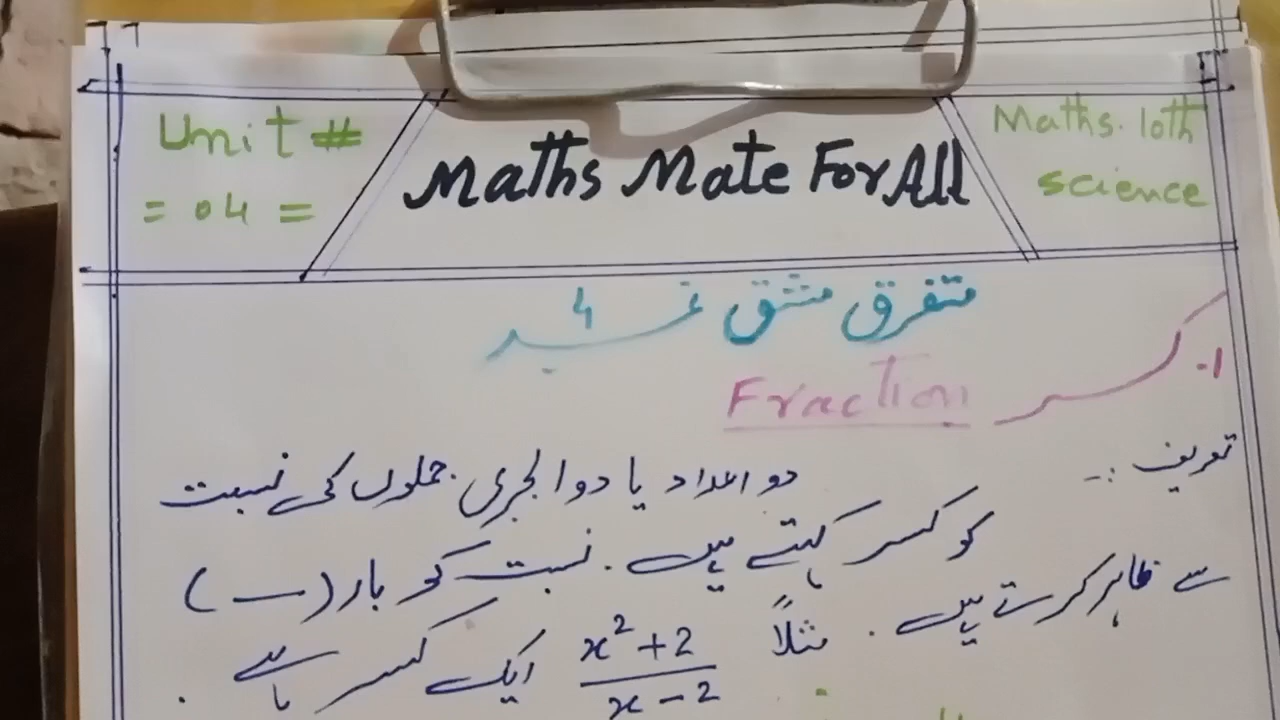 Unit #
= 04 =
Maths Mate For All
Maths. 10th
science
متفرق مشق نمبر 4
1. کسر Fraction
تعریف :-
دو اعداد یا دو الجبری جملوں کی نسبت
کو کسر کہتے ہیں . نسبت کو بار (—)
سے ظاہر کرتے ہیں . مثلاً x²+2 / x-2 ایک کسر ہے .